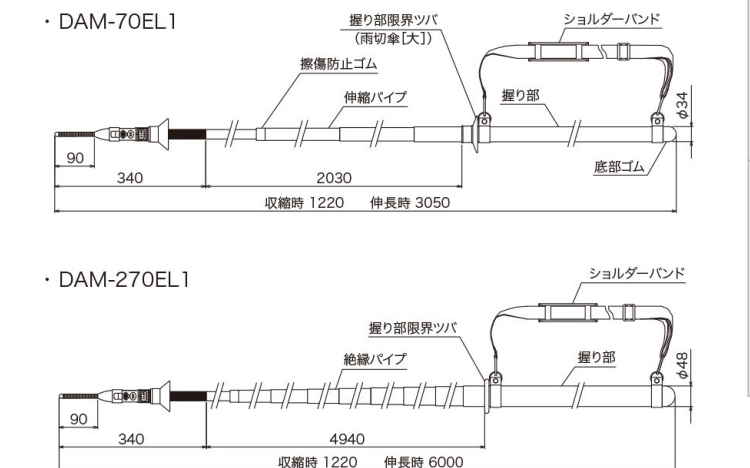 ・DAM-70EL1
握り部限界ツバ
(雨切傘[大])
ショルダーバンド
擦傷防止ゴム
伸縮パイプ
握り部
φ34
底部ゴム
90
340
2030
収縮時 1220 伸長時 3050
・DAM-270EL1
ショルダーバンド
握り部限界ツバ
絶縁パイプ
握り部
φ48
90
340
4940
収縮時 1220 伸長時 6000